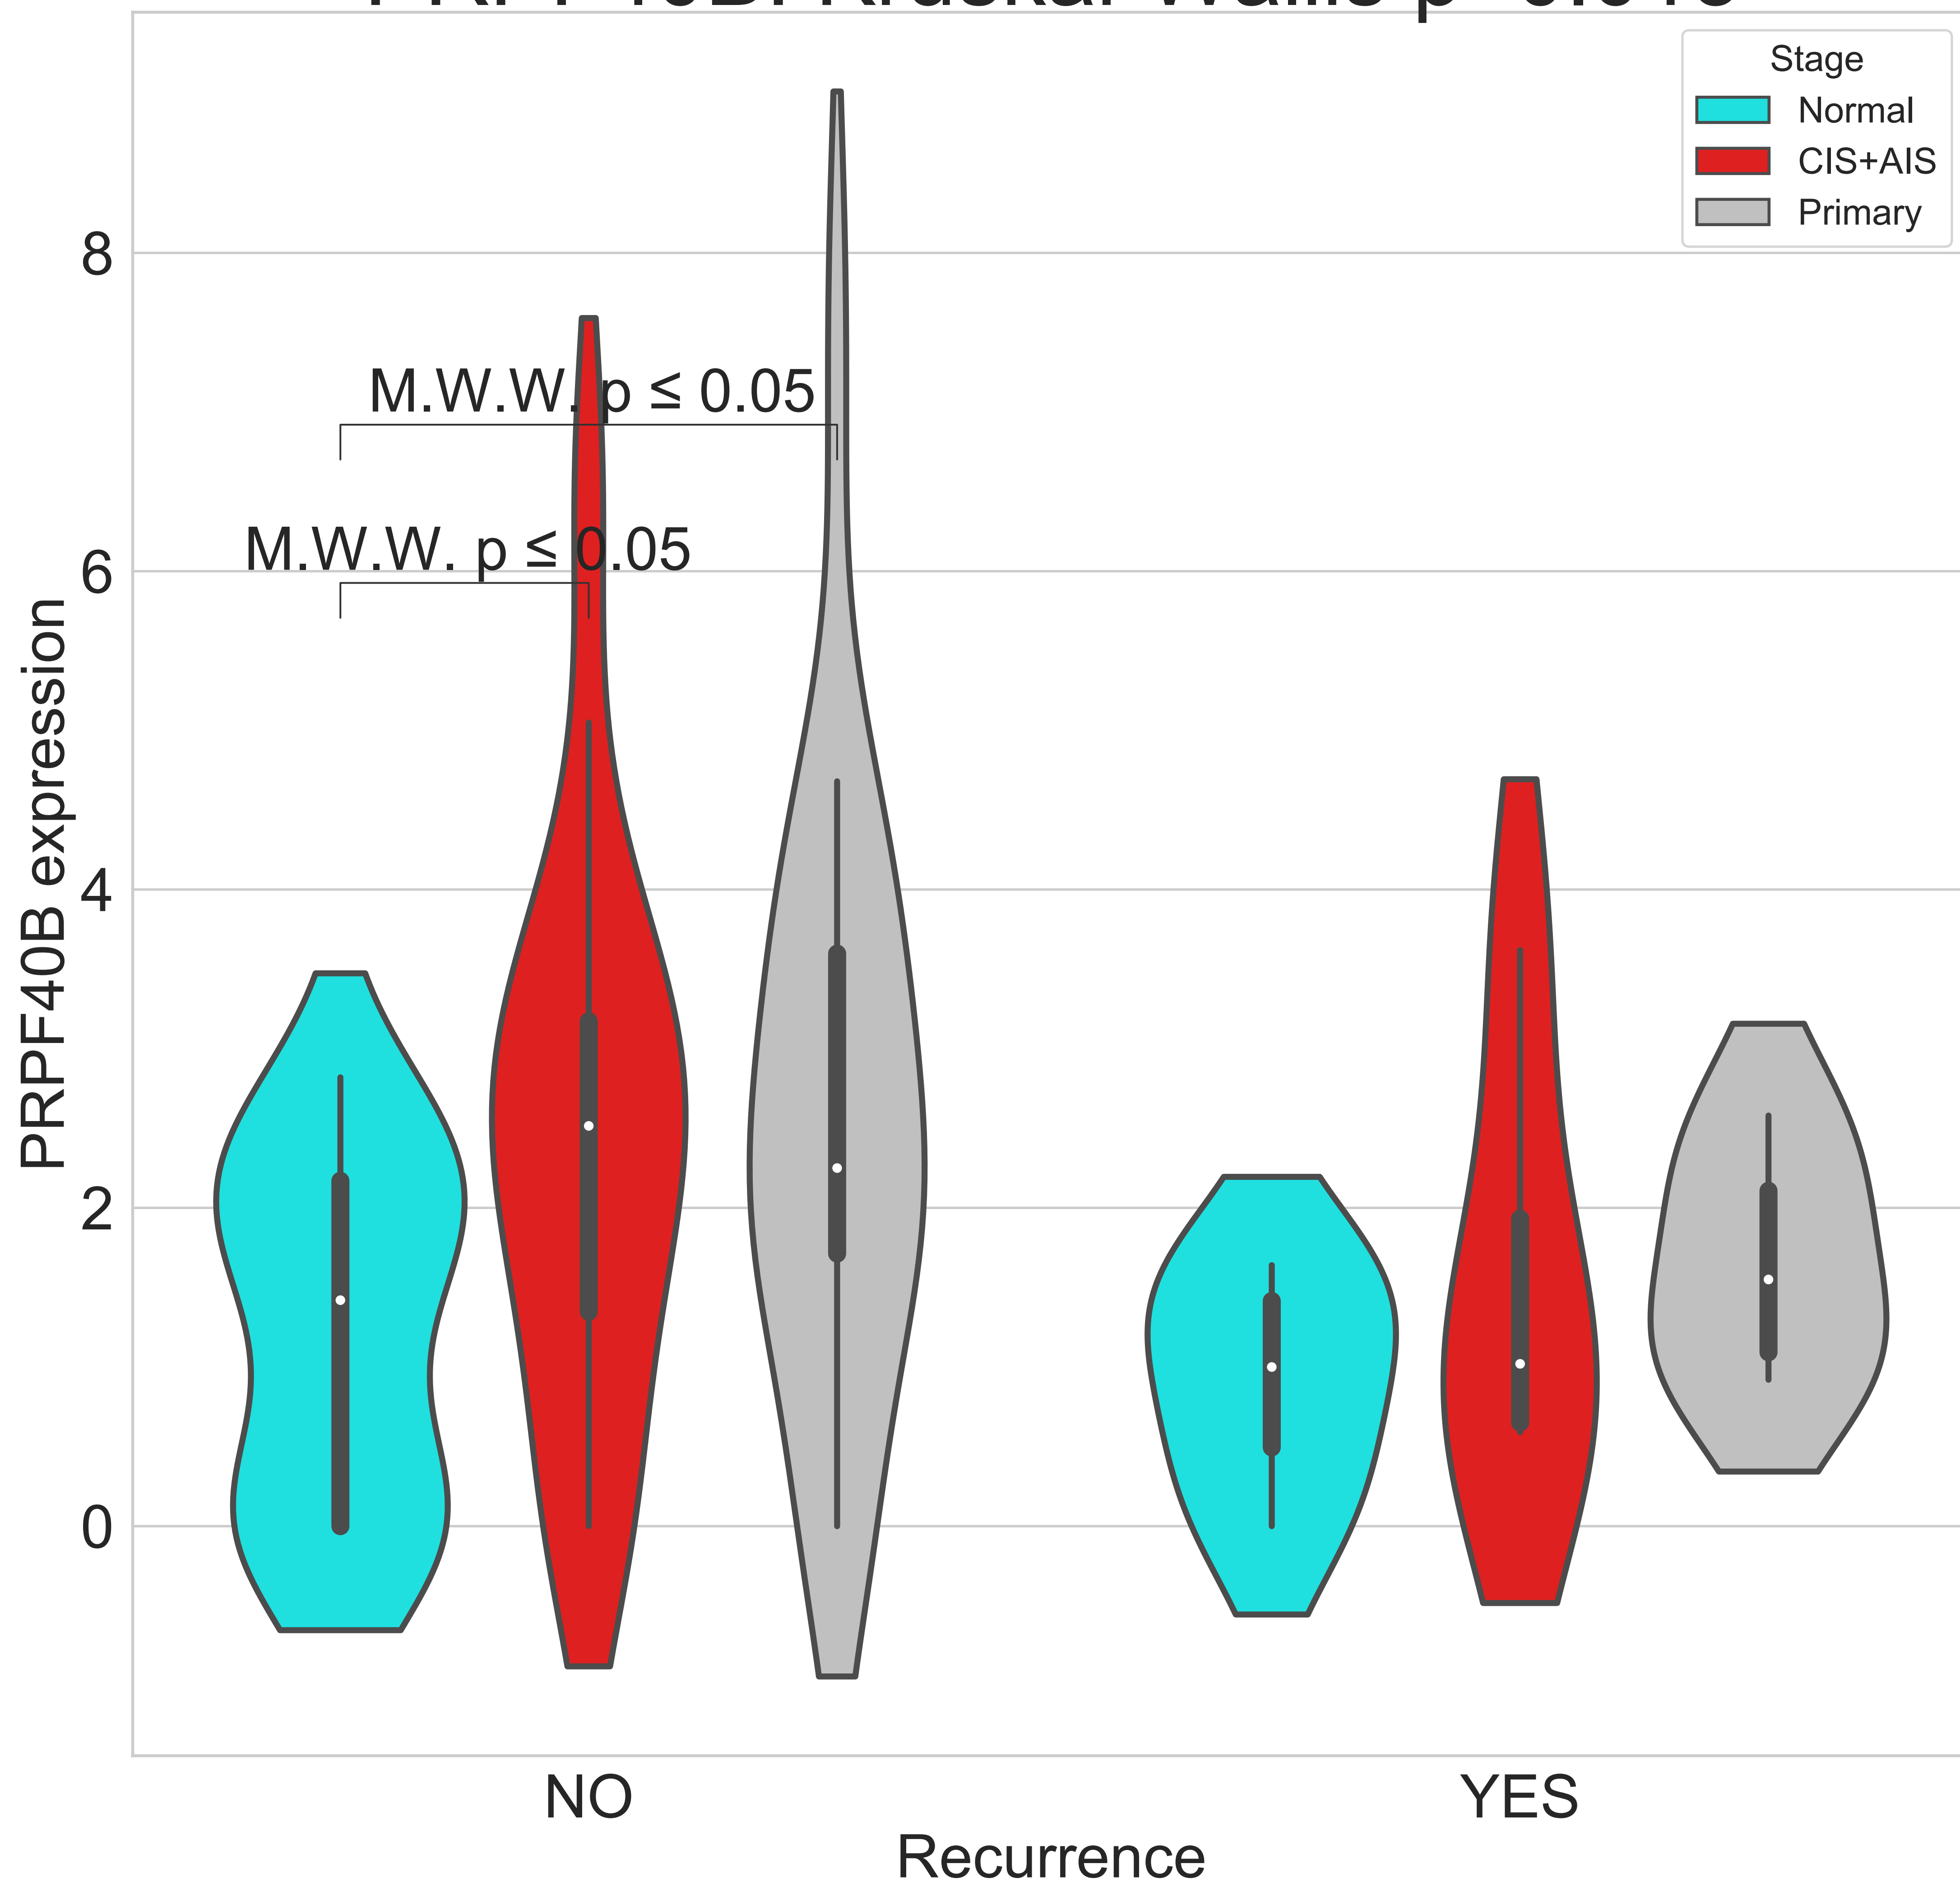 Stage
Normal
CIS+AIS
Primary
8
6
4
2
0
M.W.W. p ≤ 0.05
M.W.W. p ≤ 0.05
PRPF40B expression
NO
YES
Recurrence